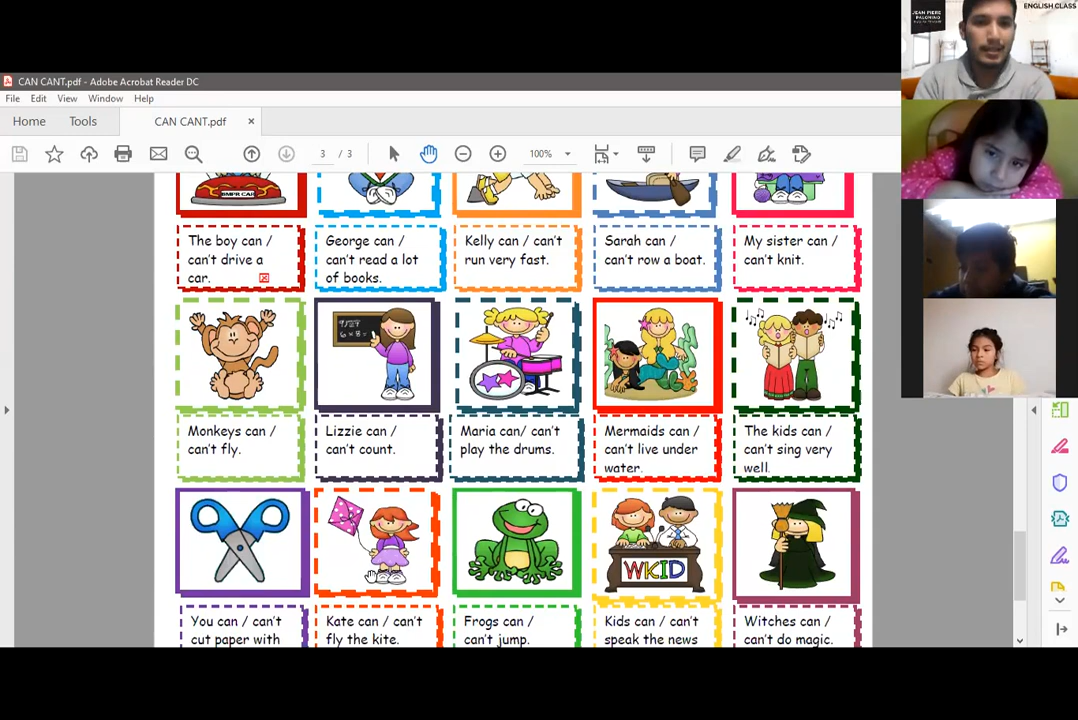 JEAN PIERE
PALOMINO
ENGLISH CLASS
CAN CANT.pdf - Adobe Acrobat Reader DC
File Edit View Window Help
Home Tools CAN CANT.pdf ×
3 / 3 100%
The boy can /
can't drive a
car.
George can /
can't read a lot
of books.
Kelly can / can't
run very fast.
Sarah can /
can't row a boat.
My sister can /
can't knit.
Monkeys can /
can't fly.
Lizzie can /
can't count.
Maria can/ can't
play the drums.
Mermaids can /
can't live under
water.
The kids can /
can't sing very
well.
WKID
You can / can't
cut paper with
Kate can / can't
fly the kite.
Frogs can /
can't jump.
Kids can / can't
speak the news
Witches can /
can't do magic.